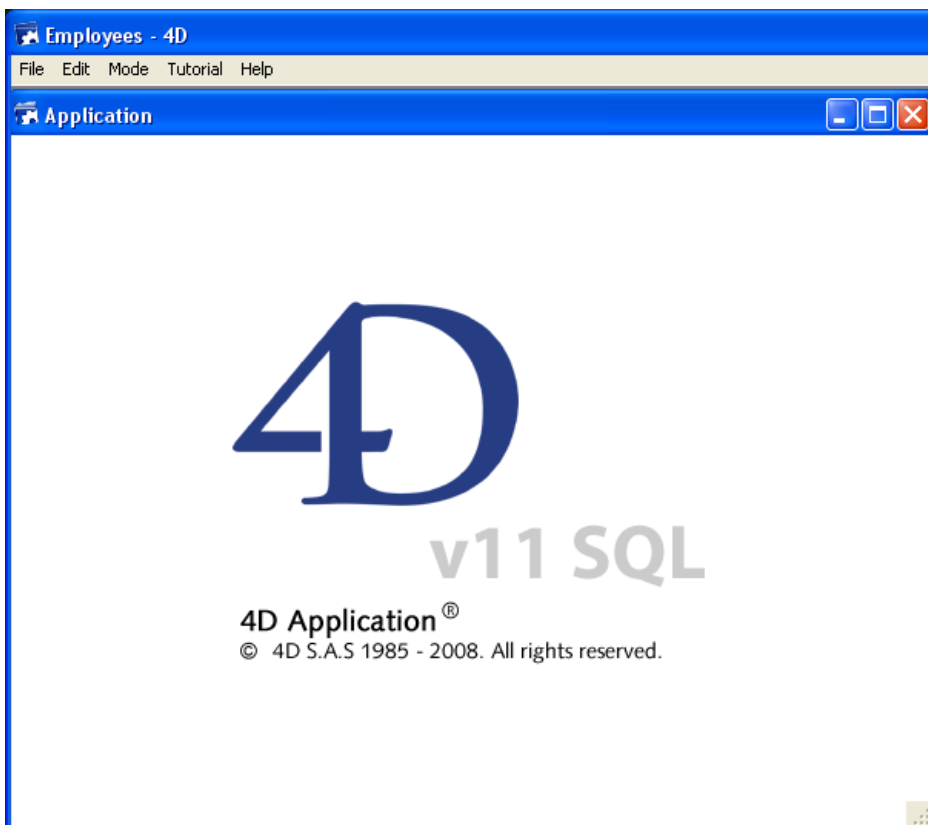 Employees - 4D
File Edit Mode Tutorial Help
Application
4D
v11 SQL
4D Application ®
© 4D S.A.S 1985 - 2008. All rights reserved.